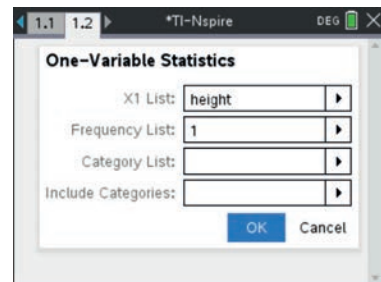 1.1 1.2 *TI-Nspire DEG
One-Variable Statistics
X1 List: height
Frequency List: 1
Category List:
Include Categories:
OK Cancel